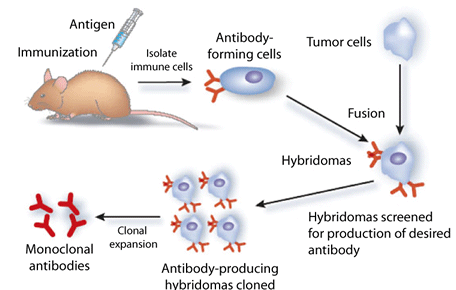 Antigen
Immunization
Isolate
immune cells
Antibody-
forming cells
Tumor cells
Fusion
Hybridomas
Hybridomas screened
for production of desired
antibody
Antibody-producing
hybridomas cloned
Clonal
expansion
Monoclonal
antibodies